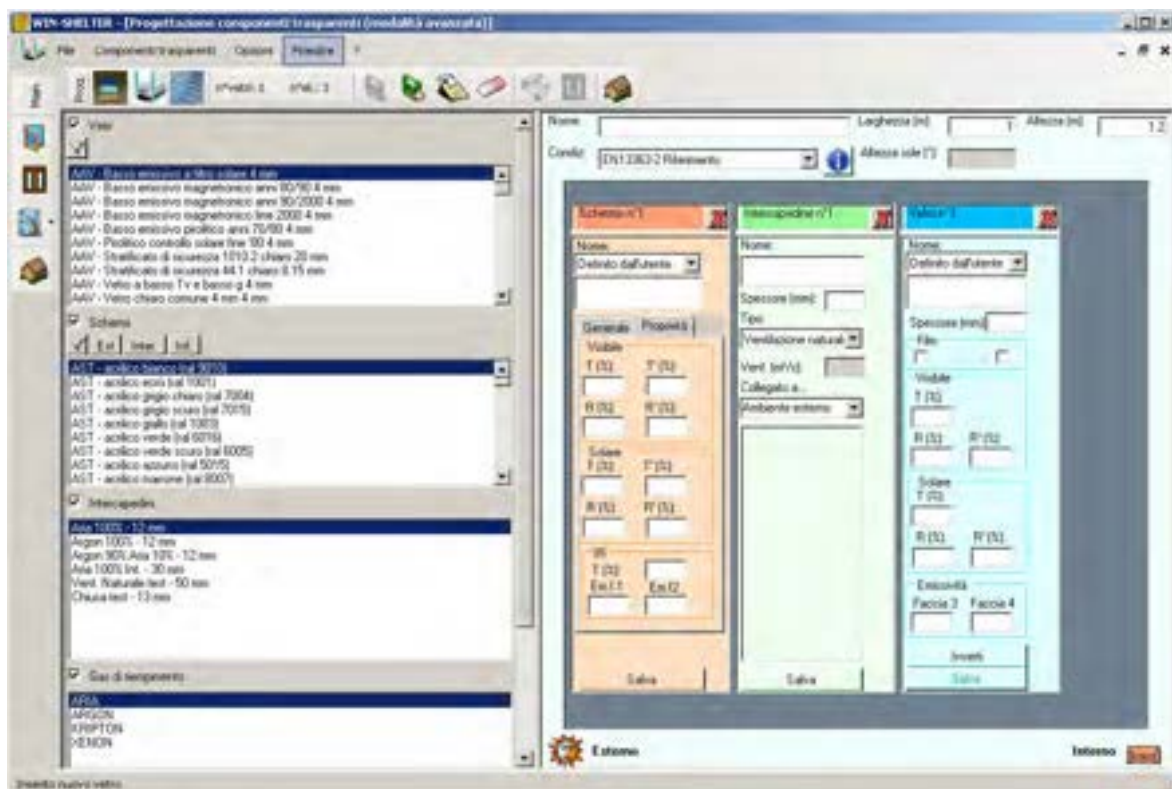 WIN-SHELTER - [Progettazione componenti trasparenti (modalità avanzata)]
File Componenti trasparenti Opzioni Finestre ?
Main
Prog.
Nome: Larghezza [m] 1 Altezza [m] 1.2
Condiz: EN13363-2 Riferimento Altezza sole [°]:
Vetri
AAV - Basso emissivo a filtro solare 4 mm
AAV - Basso emissivo magnetronico anni 80/90 4 mm
AAV - Basso emissivo magnetronico anni 90/2000 4 mm
AAV - Basso emissivo magnetronico fine 2000 4 mm
AAV - Basso emissivo pirolitico anni 70/80 4 mm
AAV - Pirolitico controllo solare fine '80 4 mm
AAV - Stratificato di sicurezza 1010.2 chiaro 20 mm
AAV - Stratificato di sicurezza 44.1 chiaro 8.15 mm
AAV - Vetro a basso Tv e basso g 4 mm
AAV - Vetro chiaro comune 4 mm 4 mm
Schermi
Est Inter. Int.
AST - acrilico bianco (ral 9010)
AST - acrilico ecrù (ral 1001)
AST - acrilico grigio chiaro (ral 7004)
AST - acrilico grigio scuro (ral 7015)
AST - acrilico giallo (ral 1003)
AST - acrilico verde (ral 6016)
AST - acrilico verde scuro (ral 6005)
AST - acrilico azzurro (ral 5015)
AST - acrilico marrone (ral 8007)
Intercapedini
Aria 100% - 12 mm
Argon 100% - 12 mm
Argon 90% Aria 10% - 12 mm
Aria 100% Int. - 30 mm
Vent. Naturale test - 50 mm
Chiusa test - 13 mm
Gas di riempimento
ARIA
ARGON
KRIPTON
XENON
Schermo n°1
Nome:
Definito dall'utente
Generale Proprietà
Visibile
T (%): T' (%):
R (%): R' (%):
Solare
T (%): T' (%):
R (%): R' (%):
IR
T (%):
Em.f.1 Em.f.2
Salva
Intercapedine n°1
Nome:
Spessore [mm]:
Tipo:
Ventilazione naturale
Vent. (m³/s):
Collegato a...
Ambiente esterno
Salva
Vetro n°1
Nome:
Definito dall'utente
Spessore [mm]:
Film
Visibile
T (%):
R (%): R' (%):
Solare
T (%):
R (%): R' (%):
Emissività
Faccia 3 Faccia 4
Inverti
Salva
Esterno Interno
Inserisci nuovo vetro